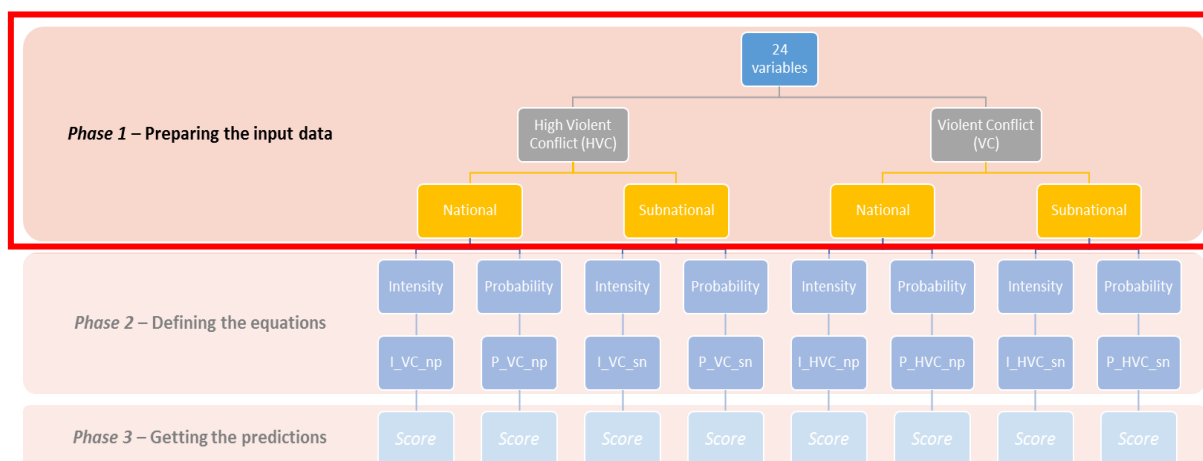 24
variables
Phase 1 – Preparing the input data
High Violent
Conflict (HVC)
Violent Conflict
(VC)
National
Subnational
National
Subnational
Intensity
Probability
Intensity
Probability
Intensity
Probability
Intensity
Probability
Phase 2 – Defining the equations
I_VC_np
P_VC_np
I_VC_sn
P_VC_sn
I_HVC_np
P_HVC_np
I_HVC_sn
P_HVC_sn
Phase 3 – Getting the predictions
Score
Score
Score
Score
Score
Score
Score
Score